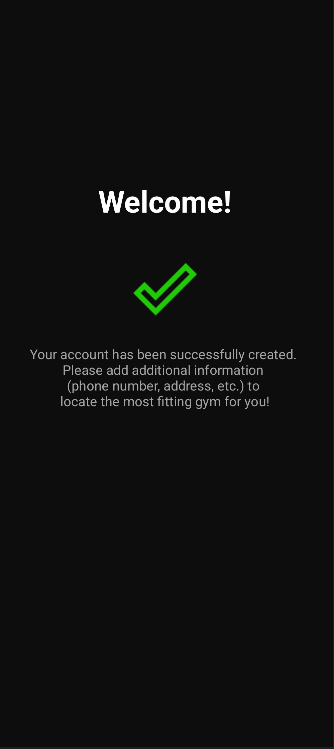 Welcome!
Your account has been successfully created.
Please add additional information
(phone number, address, etc.) to
locate the most fitting gym for you!